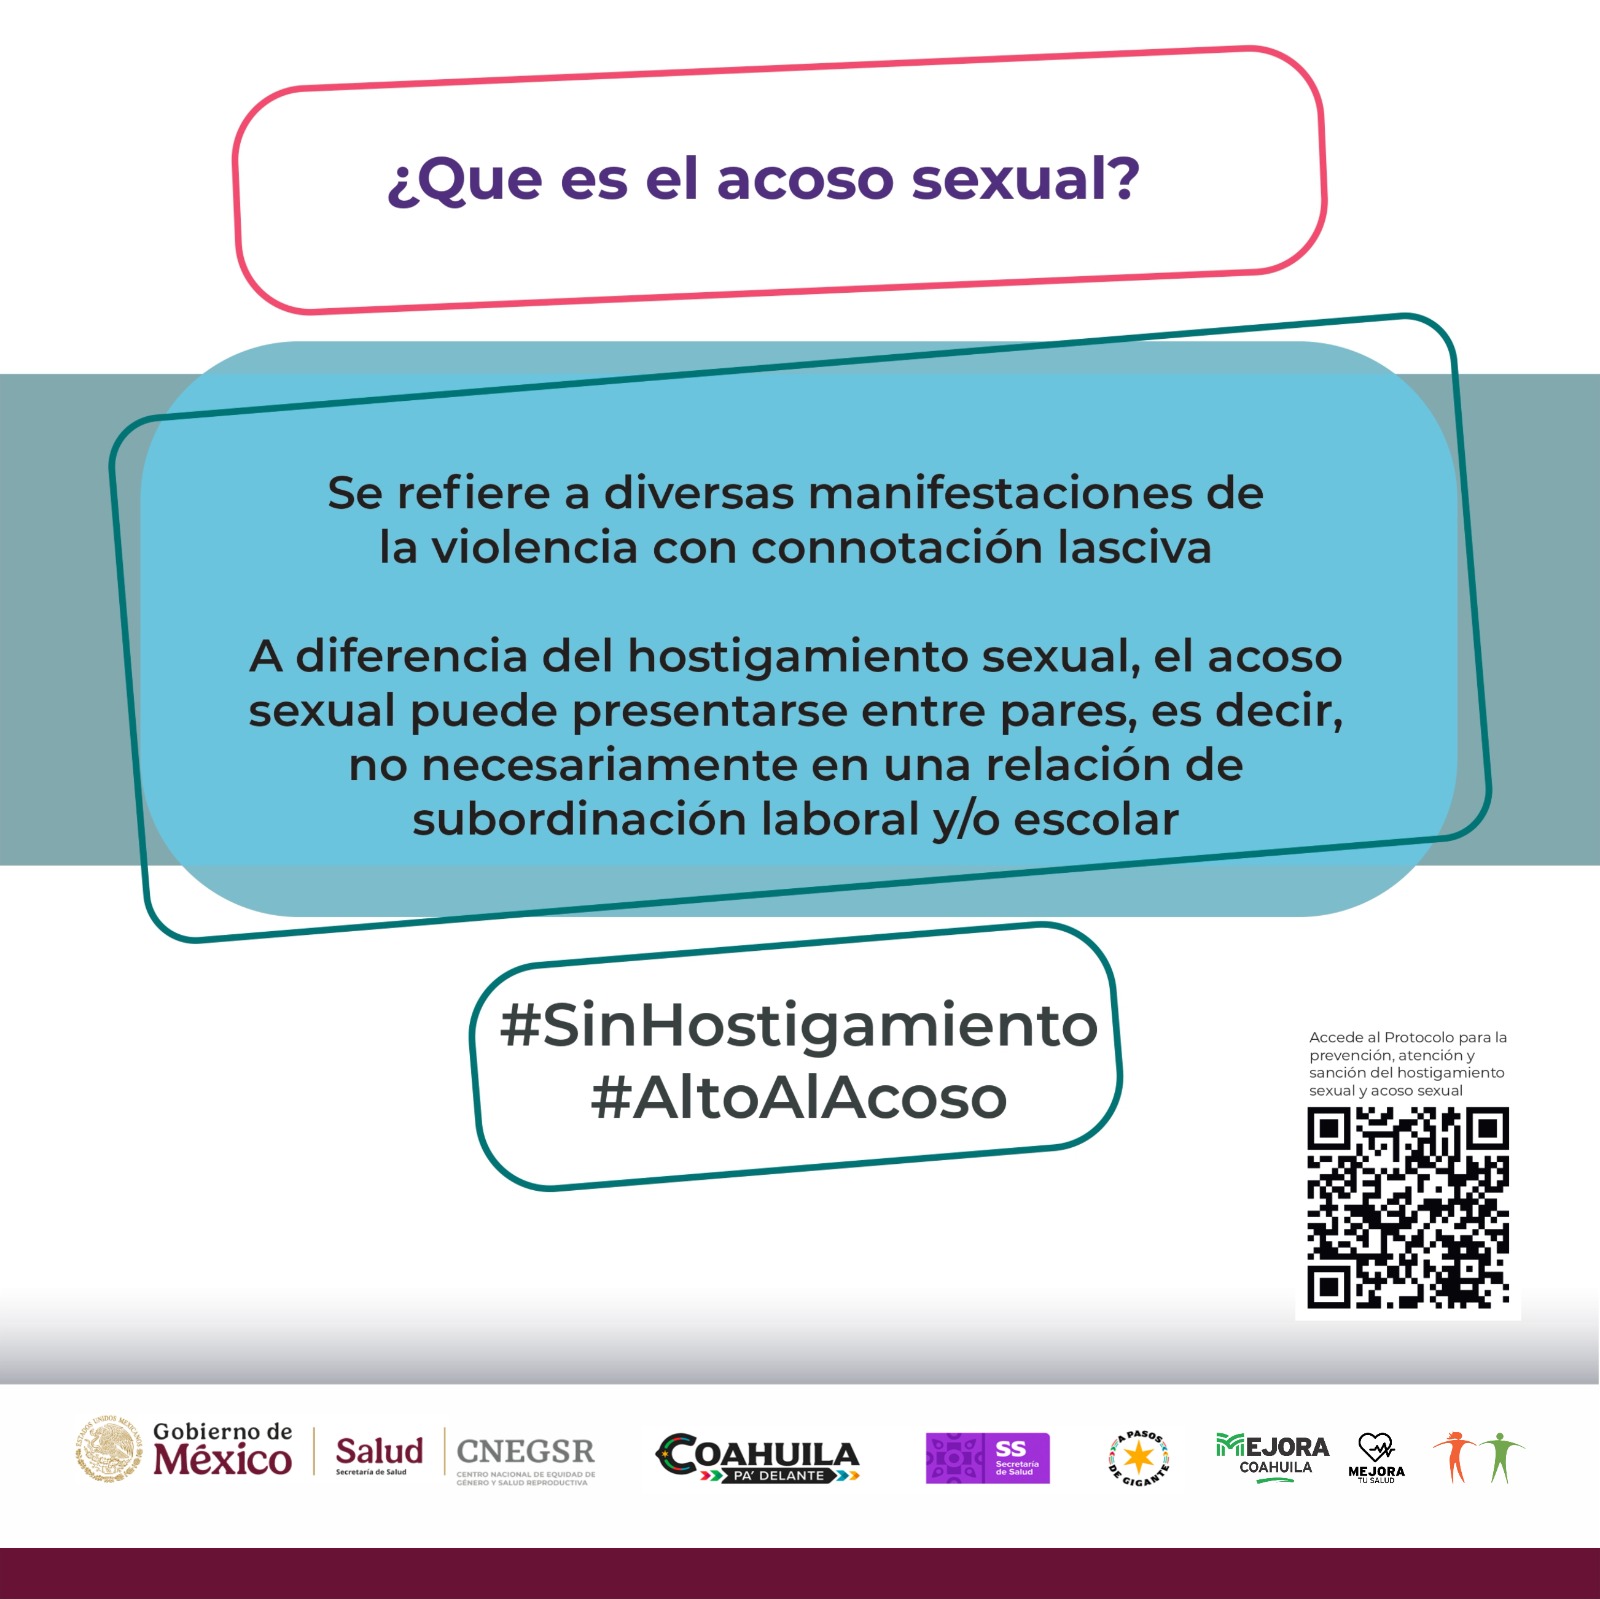 ¿Que es el acoso sexual?
Se refiere a diversas manifestaciones de
la violencia con connotación lasciva
A diferencia del hostigamiento sexual, el acoso
sexual puede presentarse entre pares, es decir,
no necesariamente en una relación de
subordinación laboral y/o escolar
#SinHostigamiento
#AltoAlAcoso
Accede al Protocolo para la
prevención, atención y
sanción del hostigamiento
sexual y acoso sexual
ESTADOS UNIDOS MEXICANOS
Gobierno de
México
Salud
Secretaría de Salud
CNEGSR
CENTRO NACIONAL DE EQUIDAD DE
GÉNERO Y SALUD REPRODUCTIVA
COAHUILA
PA' DELANTE
SS
Secretaría
de Salud
A PASOS
DE GIGANTE
MEJORA
COAHUILA
MEJORA
TU SALUD